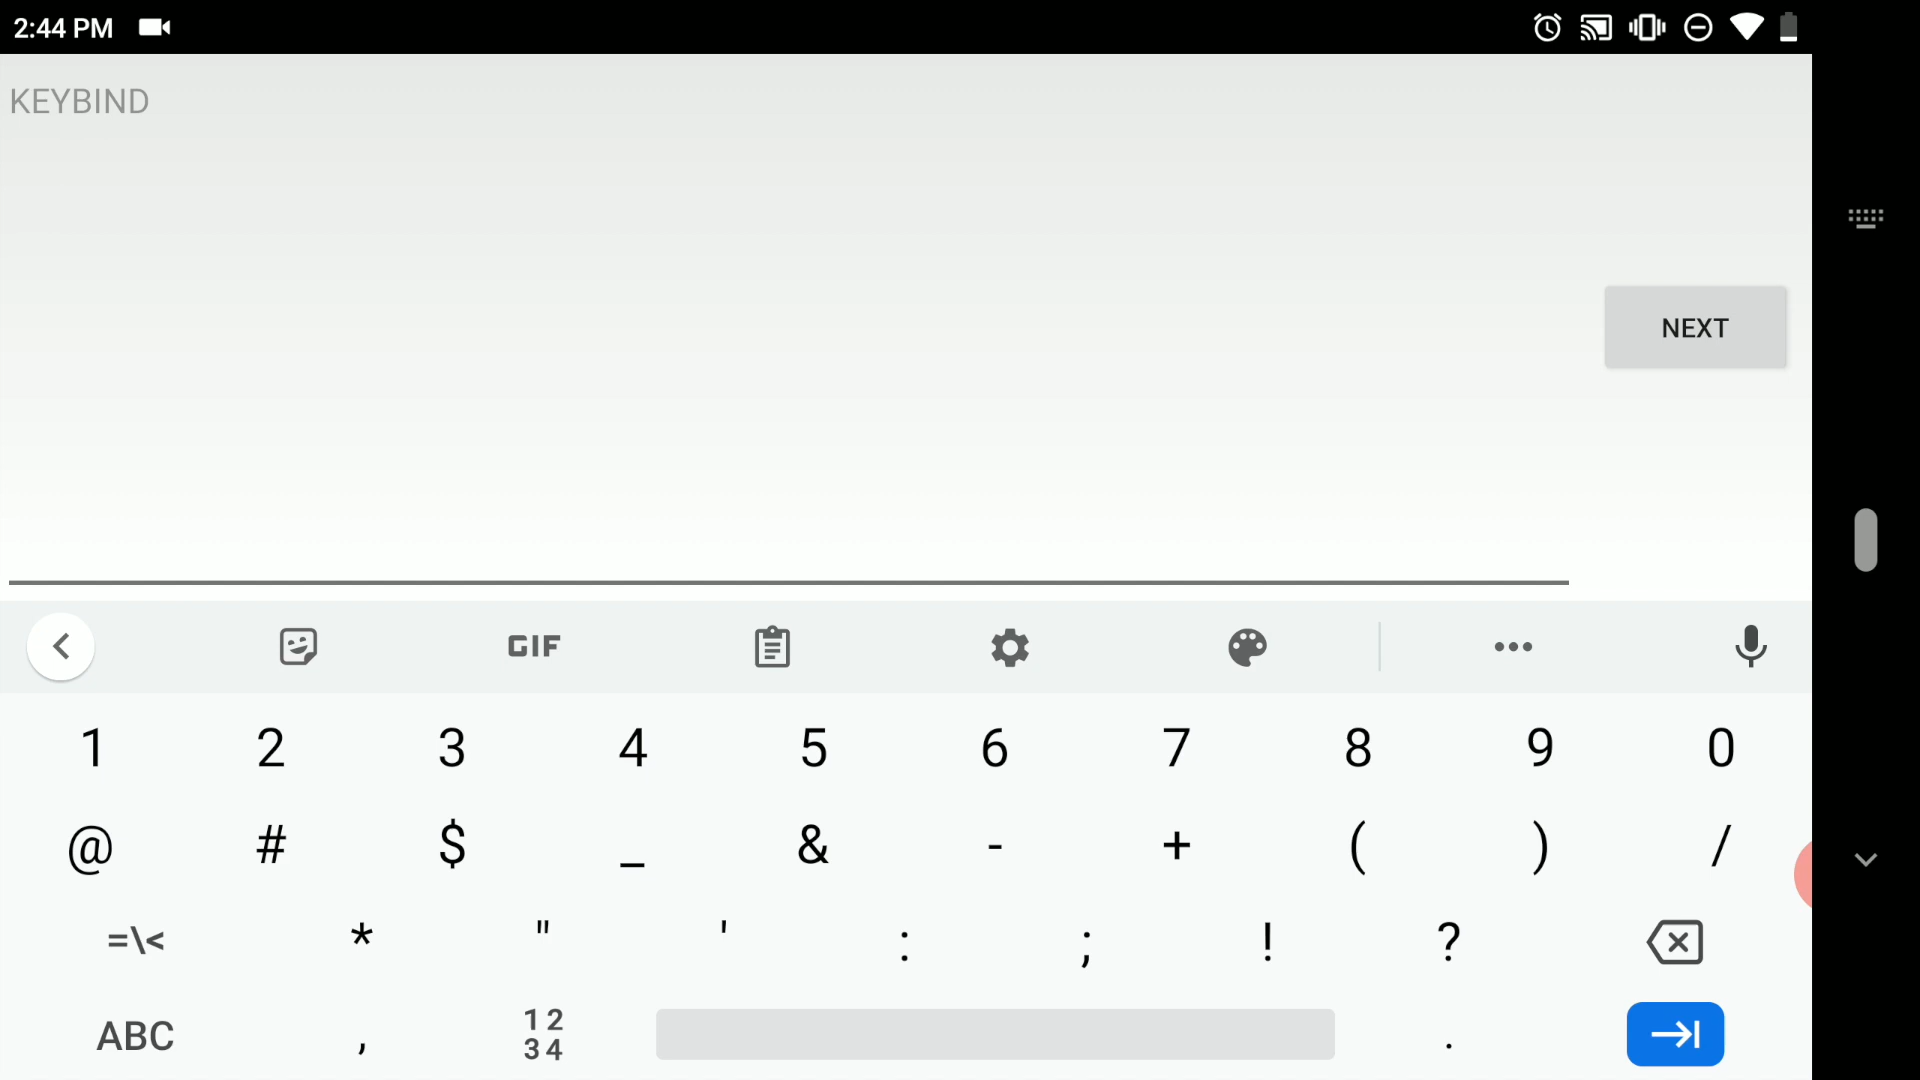 2:44 PM
KEYBIND
NEXT
GIF
1 2 3 4 5 6 7 8 9 0
@ # $ _ & - + ( ) /
=\< * " ' : ; ! ?
ABC , 1 2 3 4 .